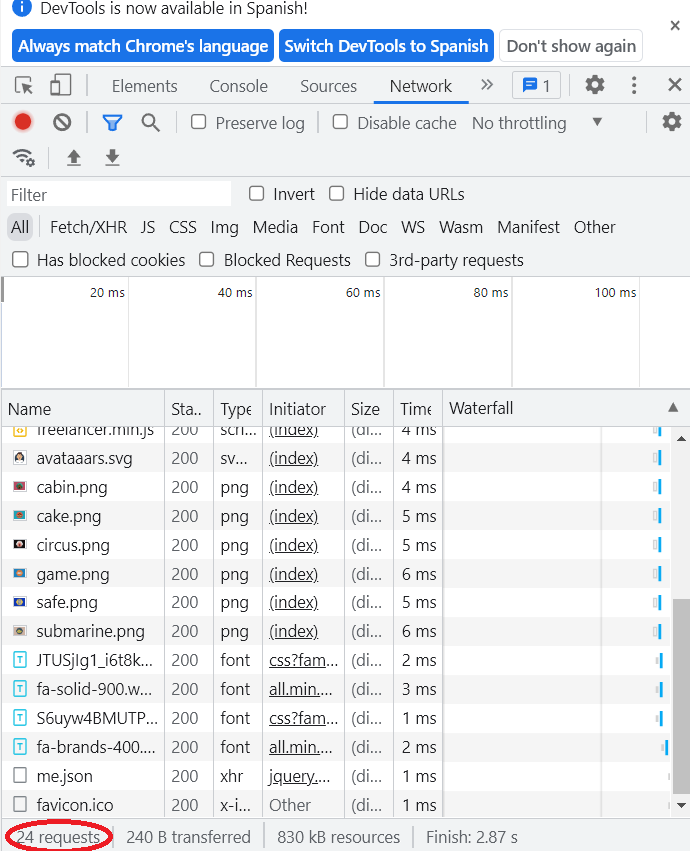 DevTools is now available in Spanish!
Always match Chrome's language Switch DevTools to Spanish Don't show again
Elements Console Sources Network 1
Preserve log Disable cache No throttling
Filter Invert Hide data URLs
All Fetch/XHR JS CSS Img Media Font Doc WS Wasm Manifest Other
Has blocked cookies Blocked Requests 3rd-party requests
20 ms 40 ms 60 ms 80 ms 100 ms
Name Sta.. Type Initiator Size Time Waterfall
freelancer.min.js 200 scri... (index) (di... 4 ms
avataaars.svg 200 sv... (index) (di... 4 ms
cabin.png 200 png (index) (di... 4 ms
cake.png 200 png (index) (di... 5 ms
circus.png 200 png (index) (di... 5 ms
game.png 200 png (index) (di... 6 ms
safe.png 200 png (index) (di... 5 ms
submarine.png 200 png (index) (di... 6 ms
JTUSjIg1_i6t8k... 200 font css?fam... (di... 2 ms
fa-solid-900.w... 200 font all.min.... (di... 3 ms
S6uyw4BMUTP... 200 font css?fam... (di... 1 ms
fa-brands-400.... 200 font all.min.... (di... 2 ms
me.json 200 xhr jquery.... (di... 1 ms
favicon.ico 200 x-i... Other (di... 1 ms
24 requests 240 B transferred 830 kB resources Finish: 2.87 s